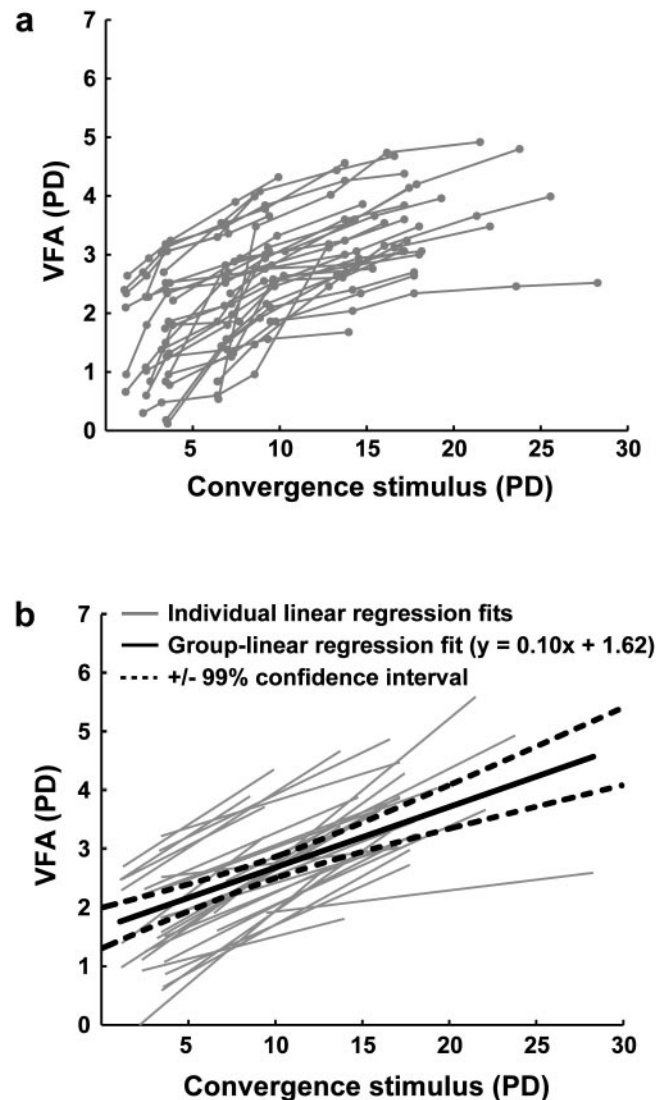 a
7
6
5
4
3
2
1
0
VFA (PD)
5 10 15 20 25 30
Convergence stimulus (PD)
b
7
6
5
4
3
2
1
0
VFA (PD)
Individual linear regression fits
Group-linear regression fit (y = 0.10x + 1.62)
+/- 99% confidence interval
5 10 15 20 25 30
Convergence stimulus (PD)